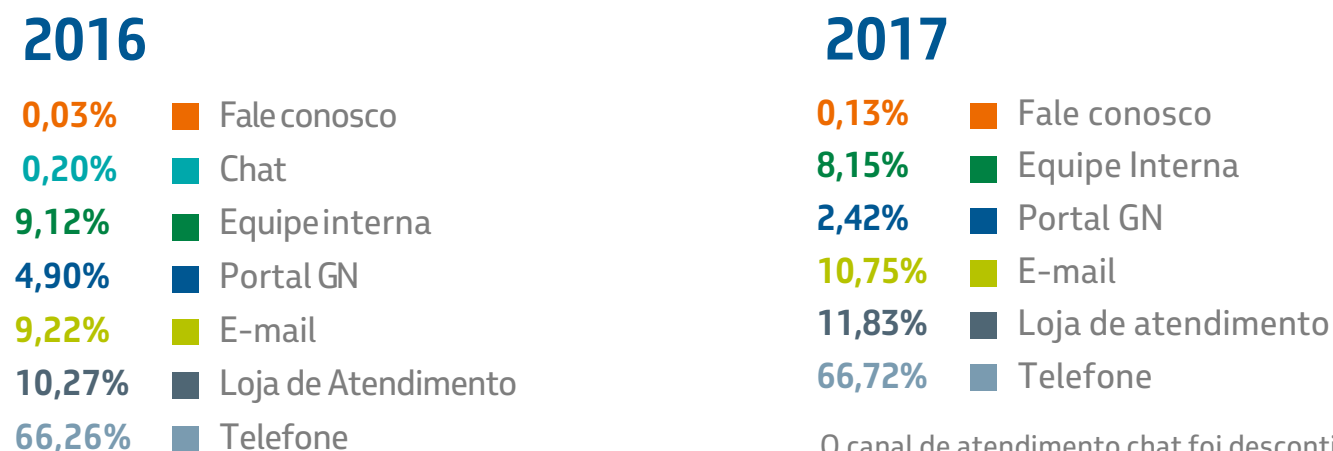 2016
0,03% Fale conosco
0,20% Chat
9,12% Equipe interna
4,90% Portal GN
9,22% E-mail
10,27% Loja de Atendimento
66,26% Telefone
2017
0,13% Fale conosco
8,15% Equipe Interna
2,42% Portal GN
10,75% E-mail
11,83% Loja de atendimento
66,72% Telefone
O canal de atendimento chat foi desconti